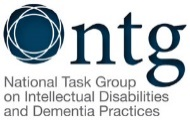 ntg
National Task Group
on Intellectual Disabilities
and Dementia Practices